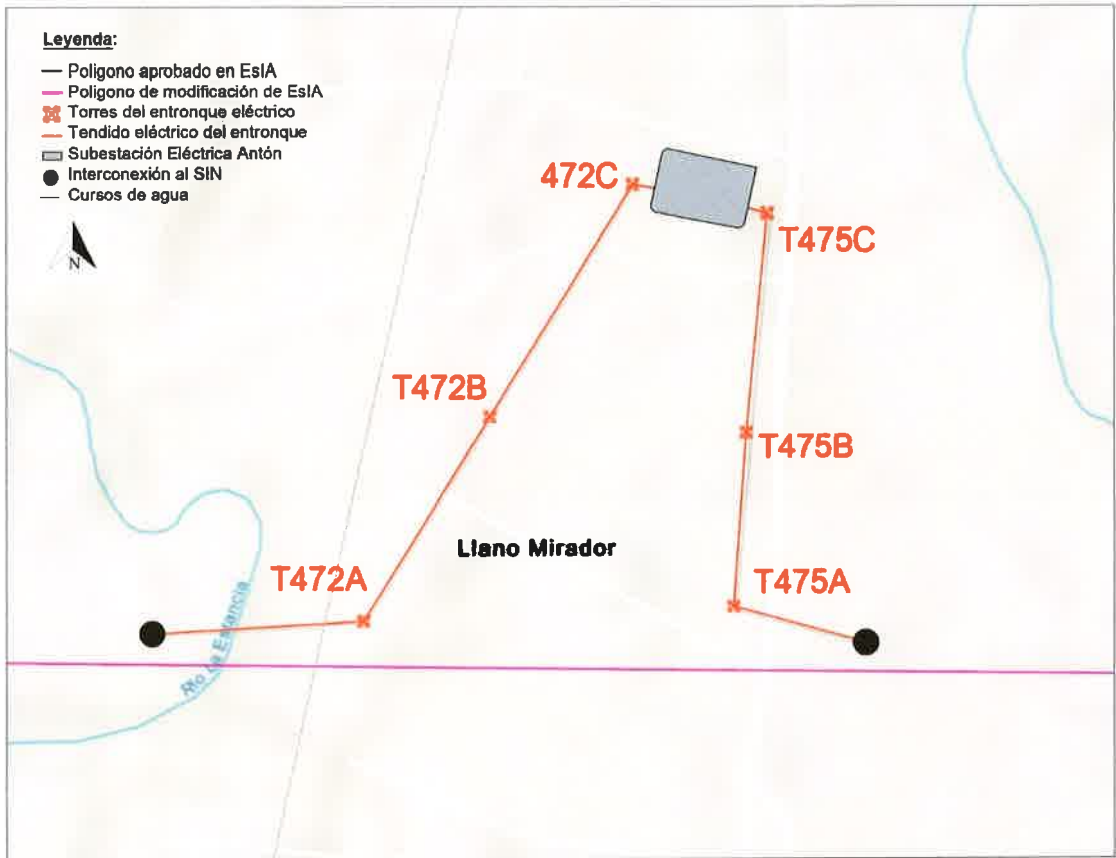 Leyenda:
Poligono aprobado en EsIA
Poligono de modificación de EsIA
Torres del entronque eléctrico
Tendido eléctrico del entronque
Subestación Eléctrica Antón
Interconexión al SIN
Cursos de agua
N
472C
T475C
T472B
T475B
Llano Mirador
T472A
T475A
Río La Estancia